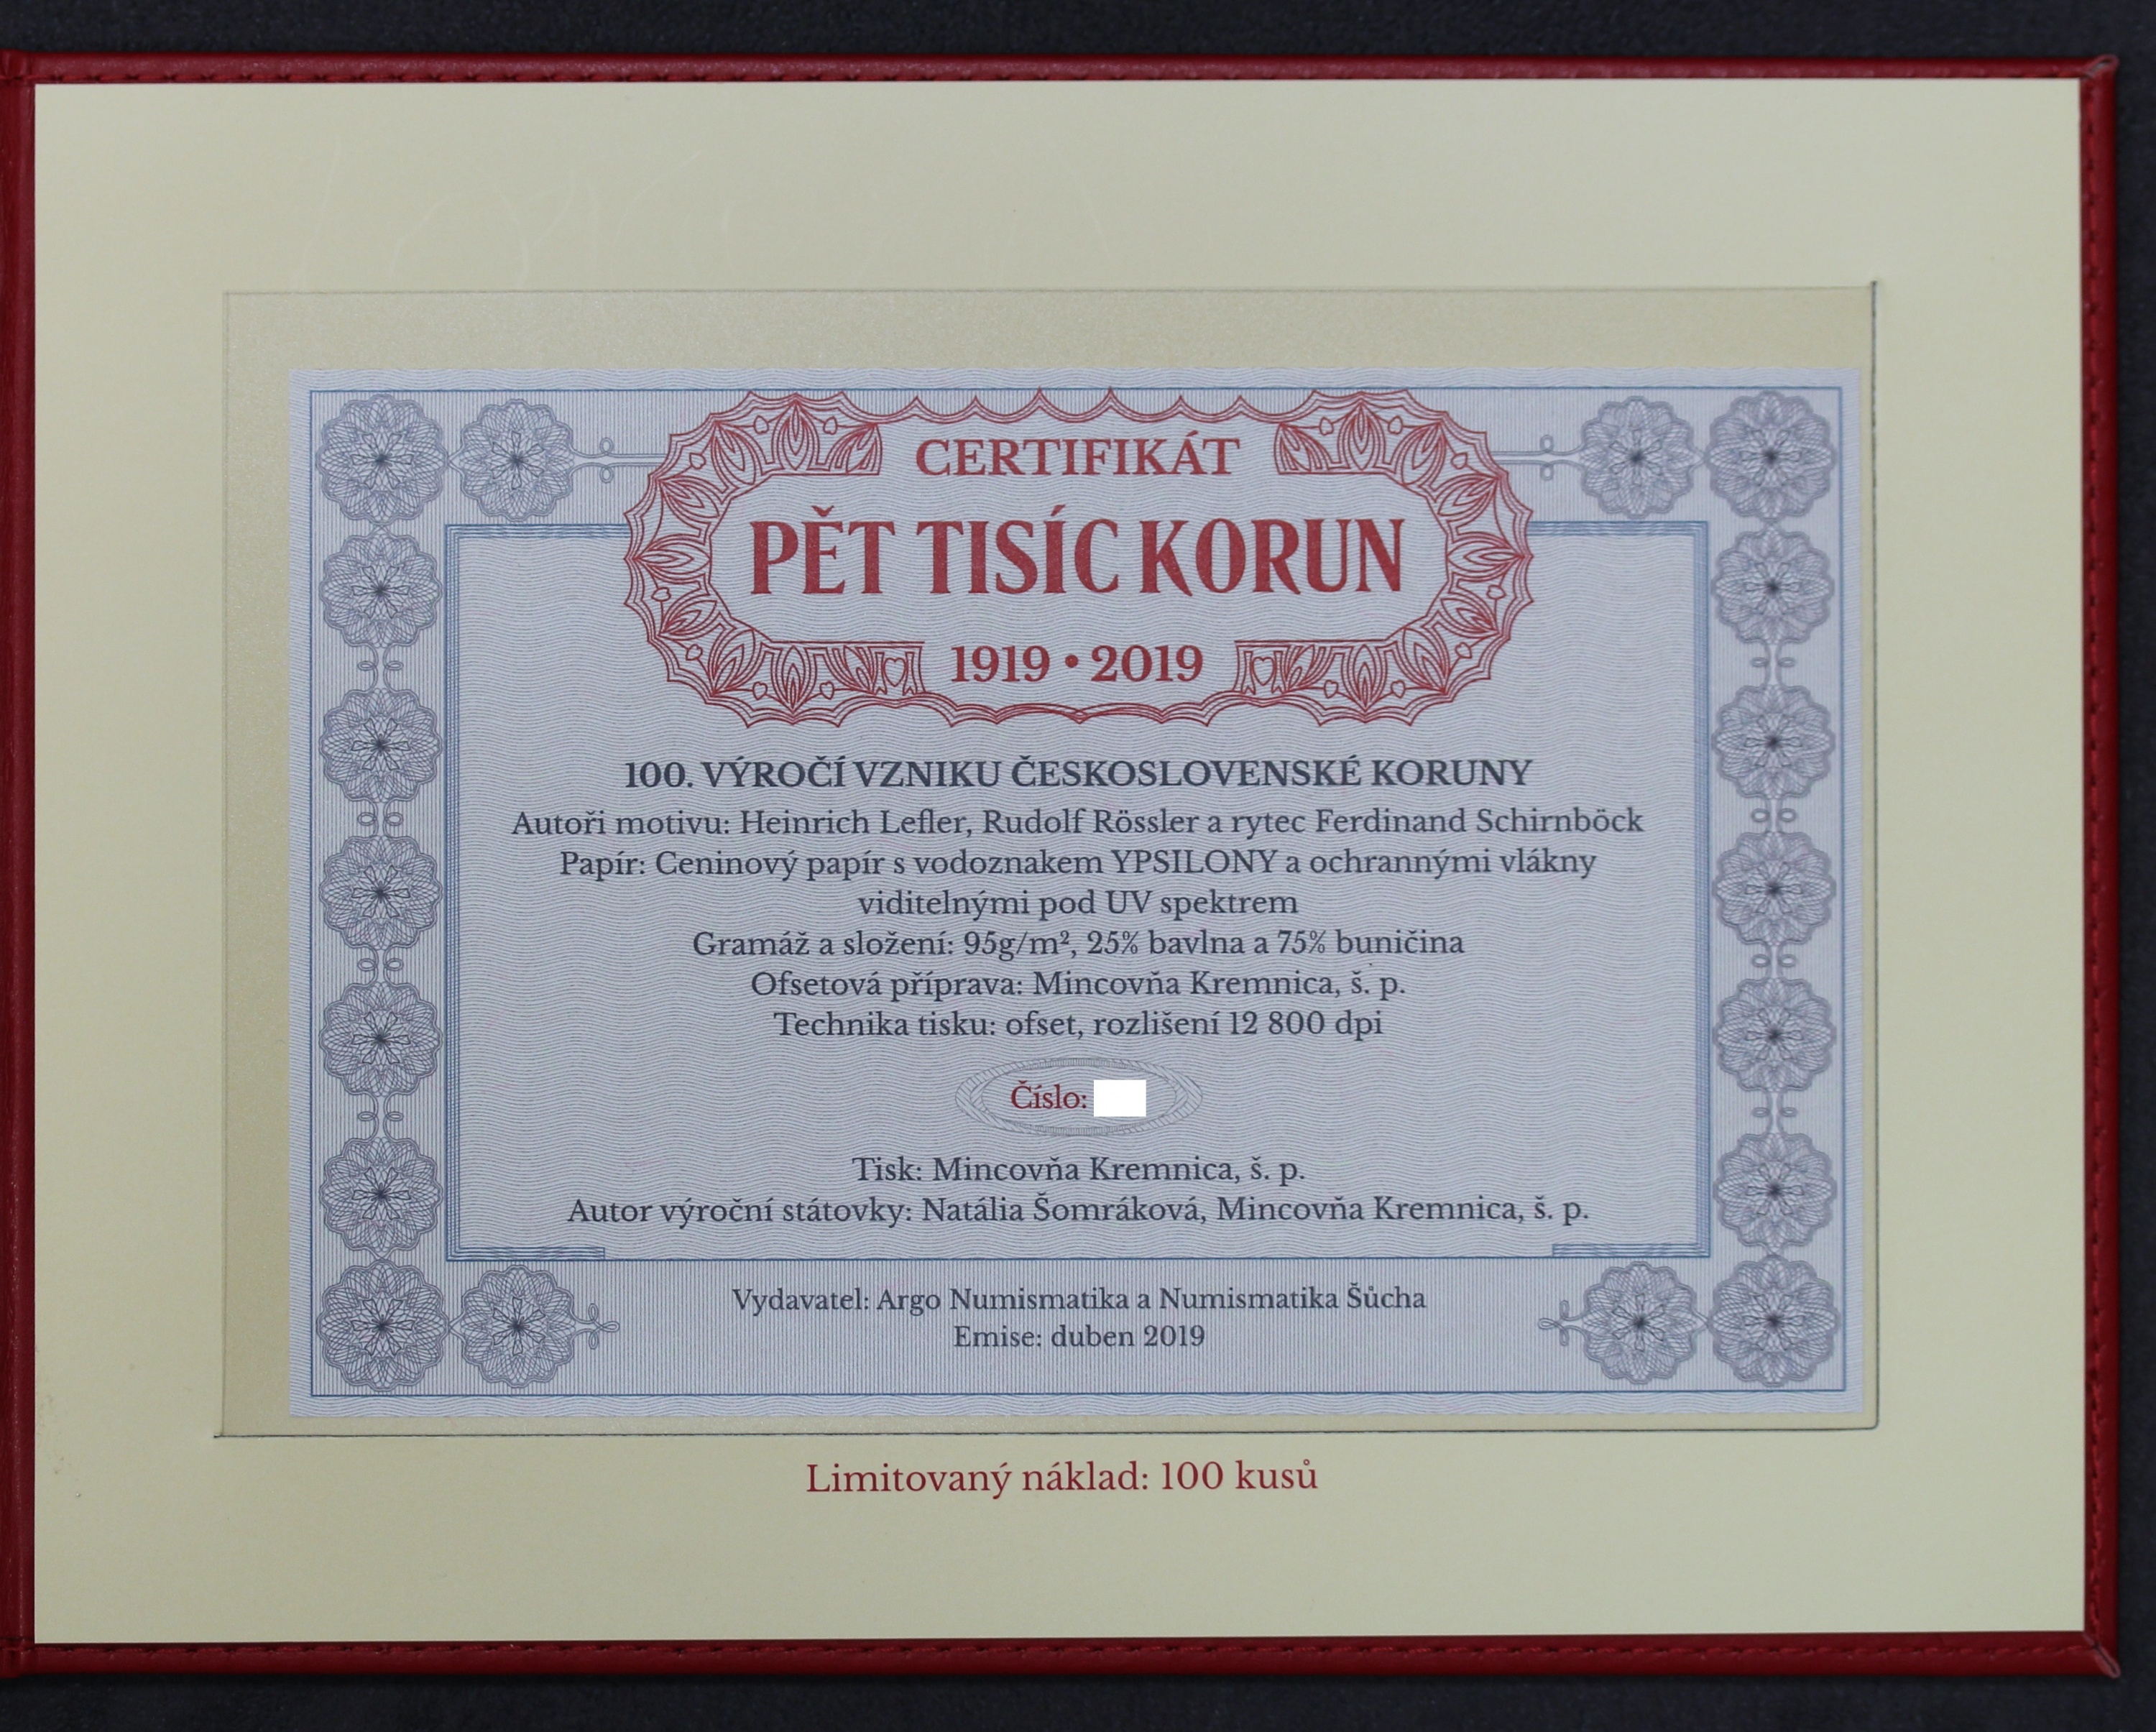 CERTIFIKÁT
PĚT TISÍC KORUN
1919 • 2019
100. VÝROČÍ VZNIKU ČESKOSLOVENSKÉ KORUNY
Autoři motivu: Heinrich Lefler, Rudolf Rössler a rytec Ferdinand Schirnböck
Papír: Ceninový papír s vodoznakem YPSILONY a ochrannými vlákny
viditelnými pod UV spektrem
Gramáž a složení: 95g/m², 25% bavlna a 75% buničina
Ofsetová příprava: Mincovňa Kremnica, š. p.
Technika tisku: ofset, rozlišení 12 800 dpi
Číslo:
Tisk: Mincovňa Kremnica, š. p.
Autor výroční státovky: Natália Šomráková, Mincovňa Kremnica, š. p.
Vydavatel: Argo Numismatika a Numismatika Šůcha
Emise: duben 2019
Limitovaný náklad: 100 kusů